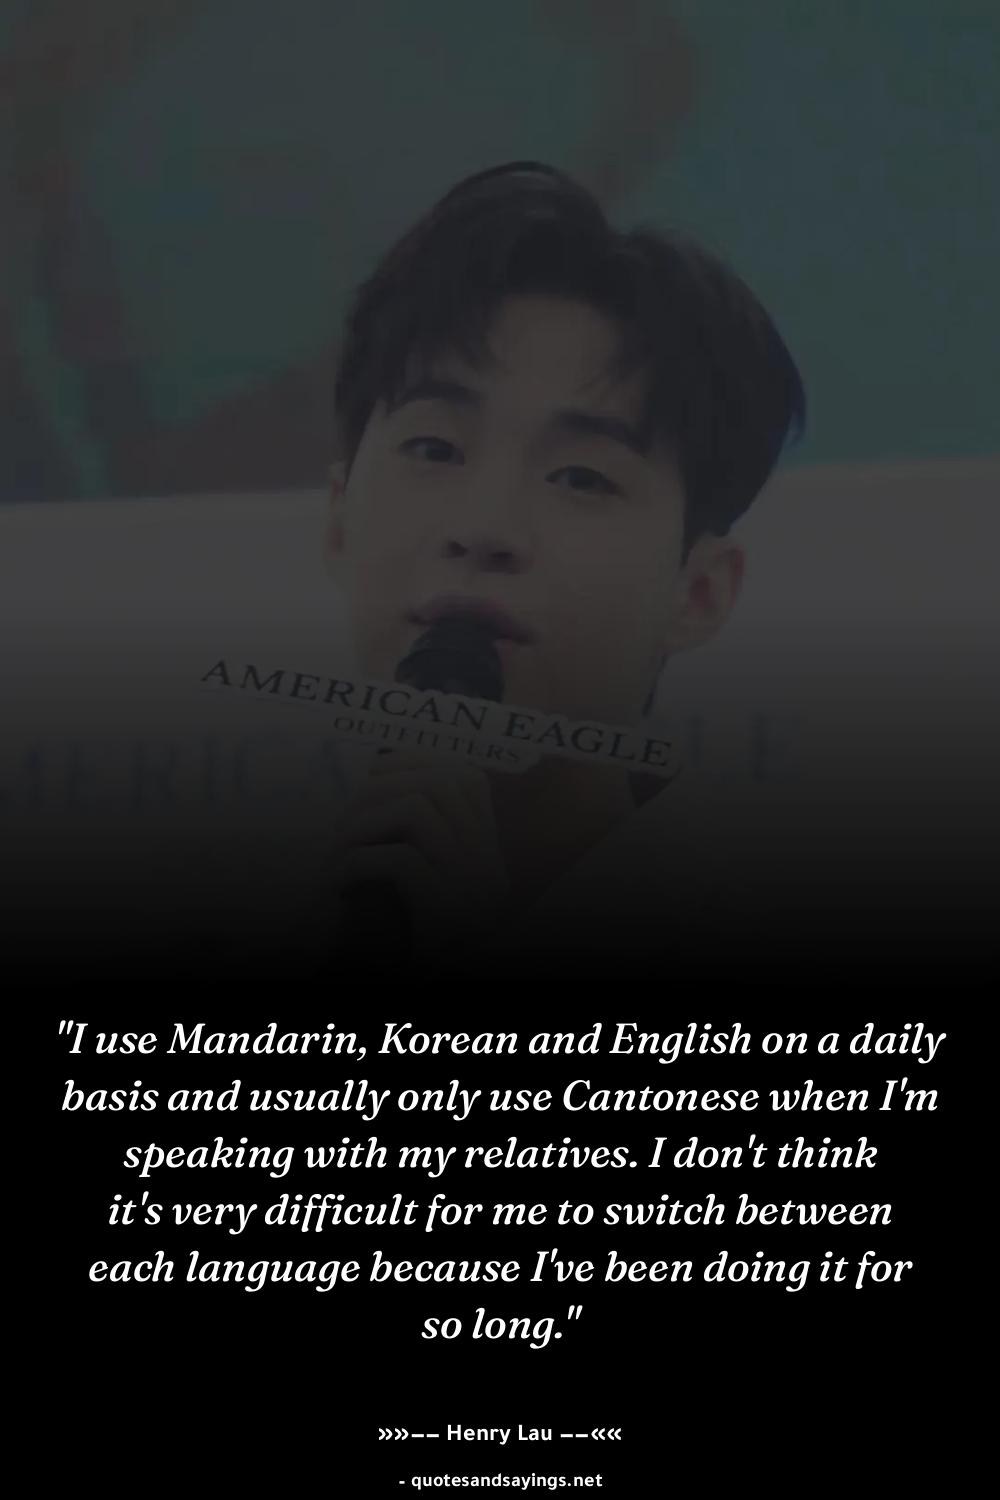 AMERICAN EAGLE
OUTFITTERS
MERICA
LE
"I use Mandarin, Korean and English on a daily
basis and usually only use Cantonese when I'm
speaking with my relatives. I don't think
it's very difficult for me to switch between
each language because I've been doing it for
so long."
»»−− Henry Lau −−««
- quotesandsayings.net